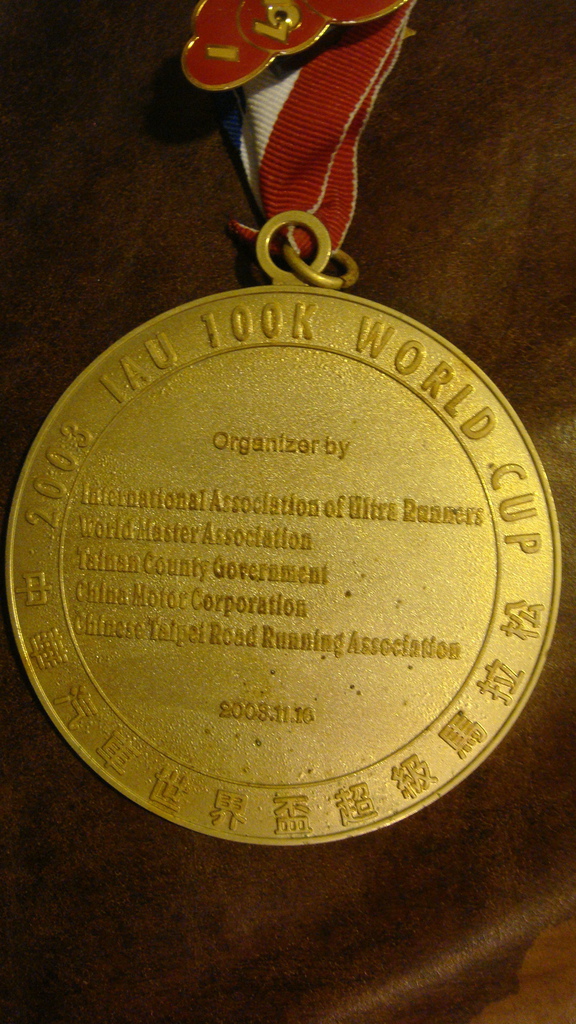 2003 IAU 100K WORLD CUP
Organizer by
International Association of Ultra Runners
World Master Association
Tainan County Government
China Motor Corporation
Chinese Taipei Road Running Association
2003.11.16
中華汽車世界盃超級馬拉松